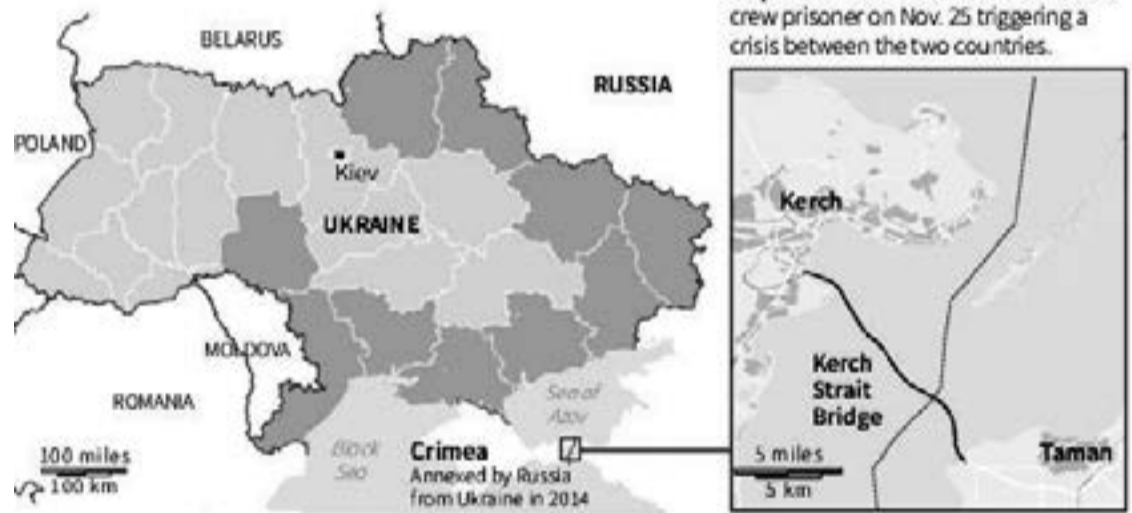 crew prisoner on Nov. 25 triggering a
crisis between the two countries.
BELARUS
RUSSIA
POLAND
Kiev
UKRAINE
MOLDOVA
ROMANIA
Sea of
Azov
Black
Sea
Crimea
Annexed by Russia
from Ukraine in 2014
100 miles
100 km
Kerch
Kerch
Strait
Bridge
Taman
5 miles
5 km